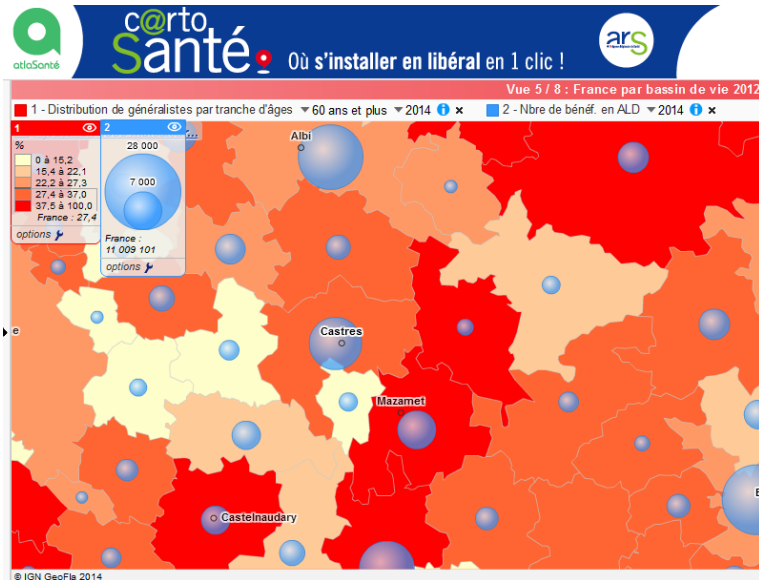 c@rto
Santé
atlaSanté
Où s'installer en libéral en 1 clic !
ars
Vue 5 / 8 : France par bassin de vie 2012
1 - Distribution de généralistes par tranche d'âges 60 ans et plus 2014 i ×
2 - Nbre de bénéf. en ALD 2014 i ×
1
2
%
0 à 15,2
15,4 à 22,1
22,2 à 27,3
27,4 à 37,0
37,5 à 100,0
France : 27,4
options
28 000
7 000
France :
11 009 101
options
Albi
Castres
Mazamet
Castelnaudary
© IGN GeoFla 2014